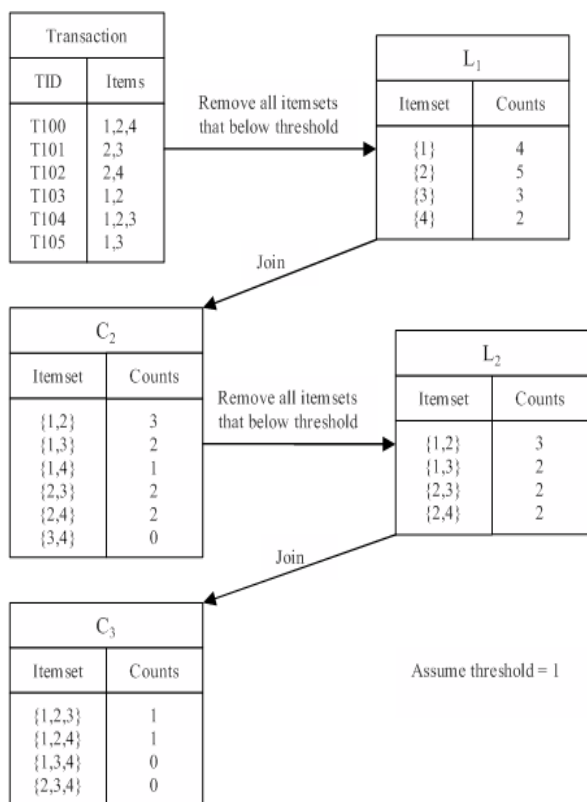 Transaction
TID Items
T100 1,2,4
T101 2,3
T102 2,4
T103 1,2
T104 1,2,3
T105 1,3
Remove all itemsets
that below threshold
L1
Itemset Counts
{1} 4
{2} 5
{3} 3
{4} 2
Join
C2
Itemset Counts
{1,2} 3
{1,3} 2
{1,4} 1
{2,3} 2
{2,4} 2
{3,4} 0
Remove all itemsets
that below threshold
L2
Itemset Counts
{1,2} 3
{1,3} 2
{2,3} 2
{2,4} 2
Join
C3
Itemset Counts
{1,2,3} 1
{1,2,4} 1
{1,3,4} 0
{2,3,4} 0
Assume threshold = 1